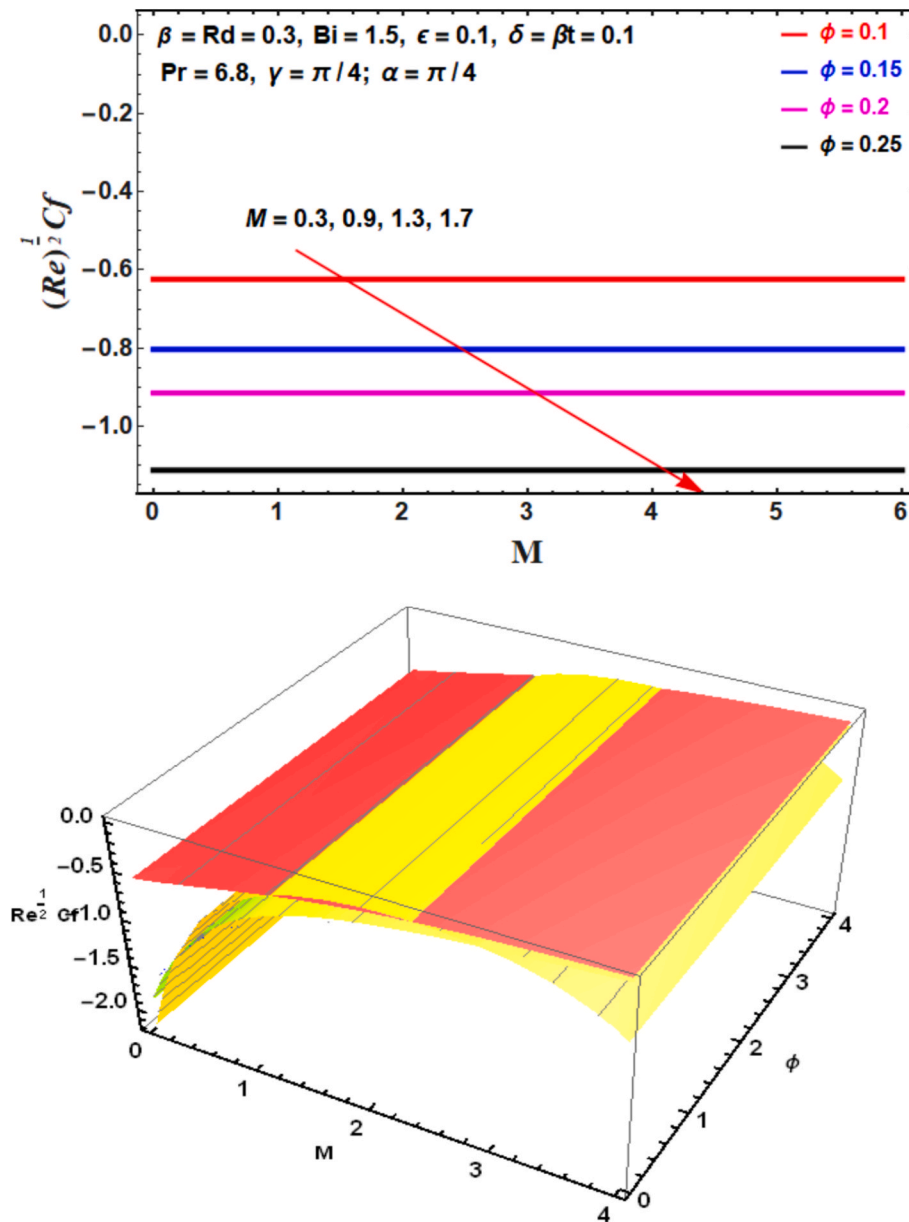 β = Rd = 0.3, Bi = 1.5, ϵ = 0.1, δ = βt = 0.1
Pr = 6.8, γ = π / 4; α = π / 4
ϕ = 0.1
ϕ = 0.15
ϕ = 0.2
ϕ = 0.25
M = 0.3, 0.9, 1.3, 1.7
0.0
−0.2
−0.4
−0.6
−0.8
−1.0
(Re)^(1/2) Cf
0 1 2 3 4 5 6
M
0.0
−0.5
−1.0
−1.5
−2.0
Re^(1/2) Cf
0 1 2 3 4
M
0 1 2 3 4
ϕ